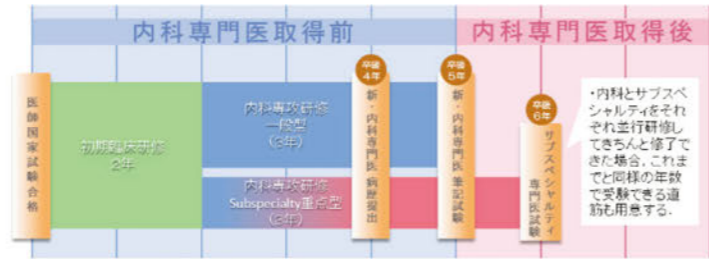 内科専門医取得前
内科専門医取得後
医師国家試験合格
初期臨床研修
2年
内科専攻研修
一般型
(3年)
内科専攻研修
Subspecialty重点型
(3年)
卒後
4年
新・内科専門医 病歴提出
卒後
5年
新・内科専門医 筆記試験
卒後
6年
サブスペシャルティ
専門医試験
・内科とサブスペ
シャルティをそれ
ぞれ並行研修し
てきちんと修了で
きた場合、これま
でと同様の年数
で受験できる道
筋も用意する.